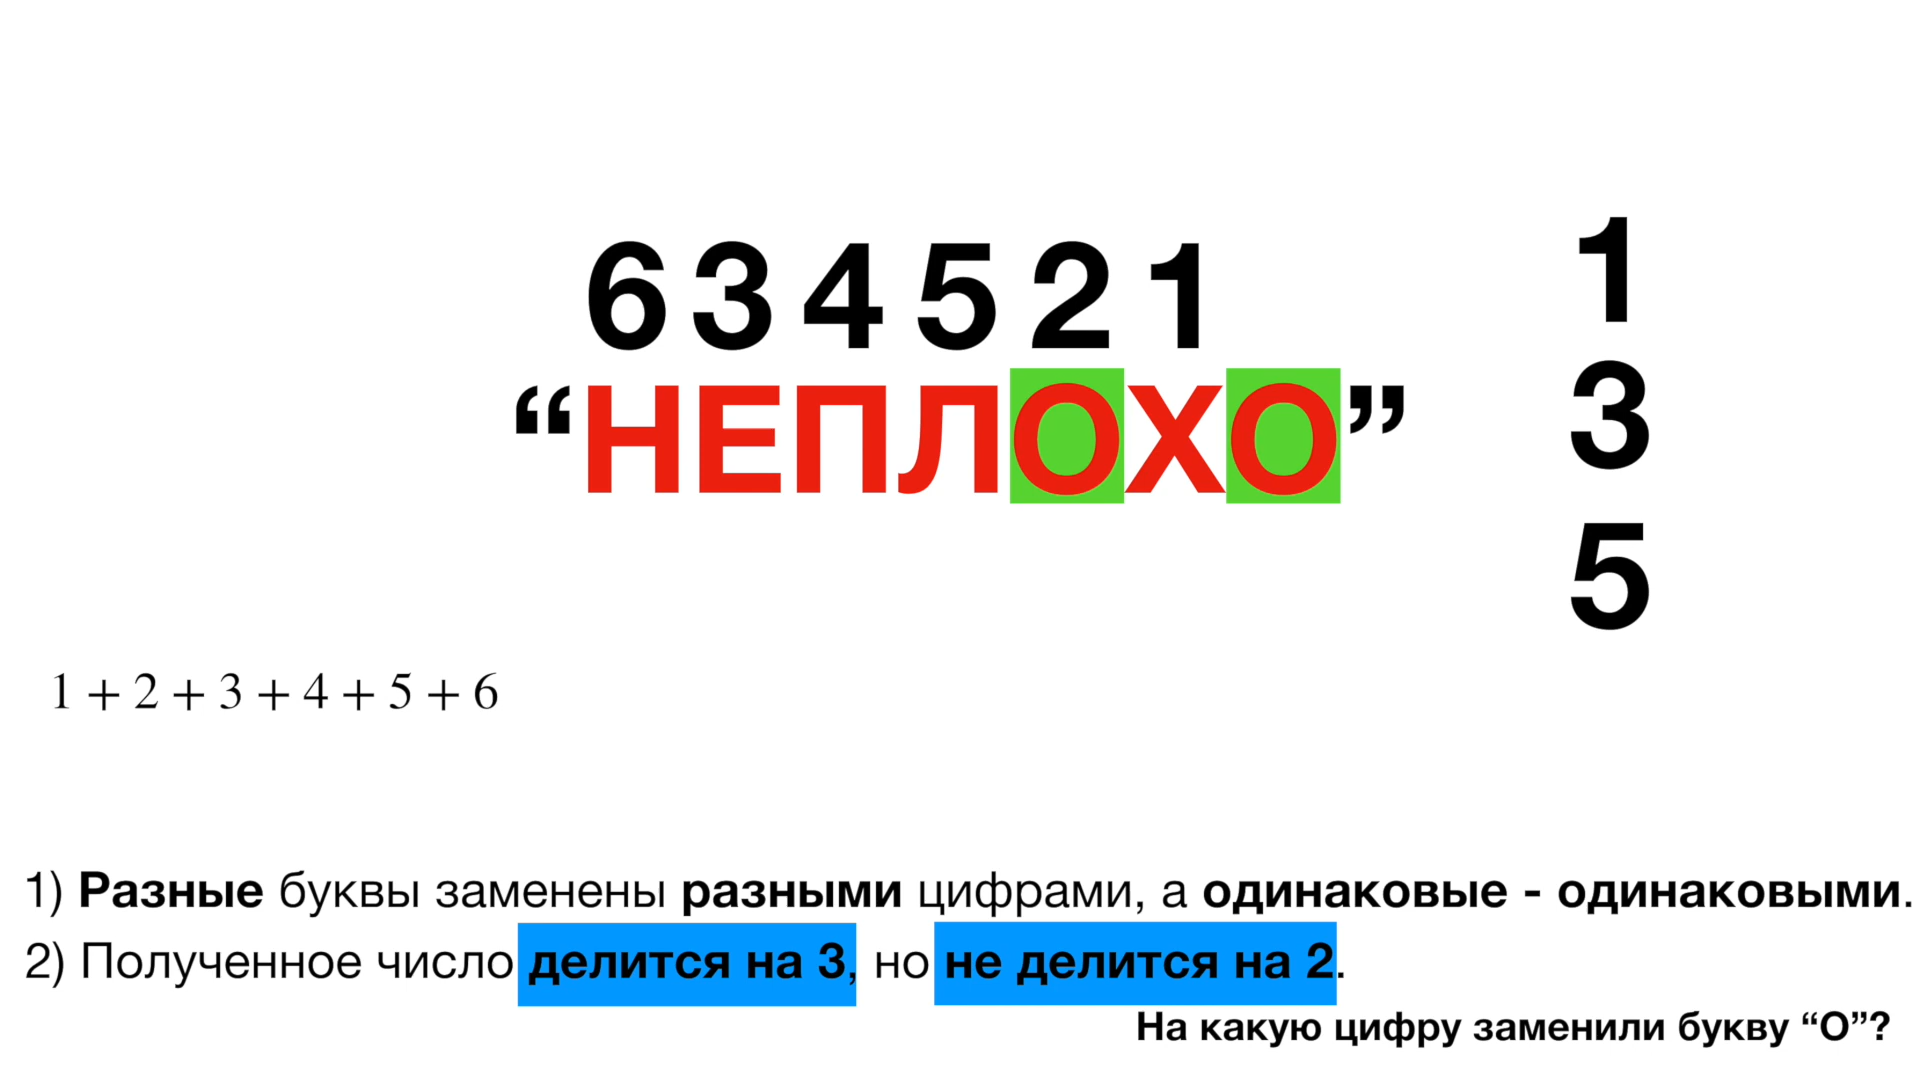 6 3 4 5 2 1
“НЕПЛОХО”
1
3
5
1 + 2 + 3 + 4 + 5 + 6
1) Разные буквы заменены разными цифрами, а одинаковые - одинаковыми.
2) Полученное число делится на 3, но не делится на 2.
На какую цифру заменили букву “О”?